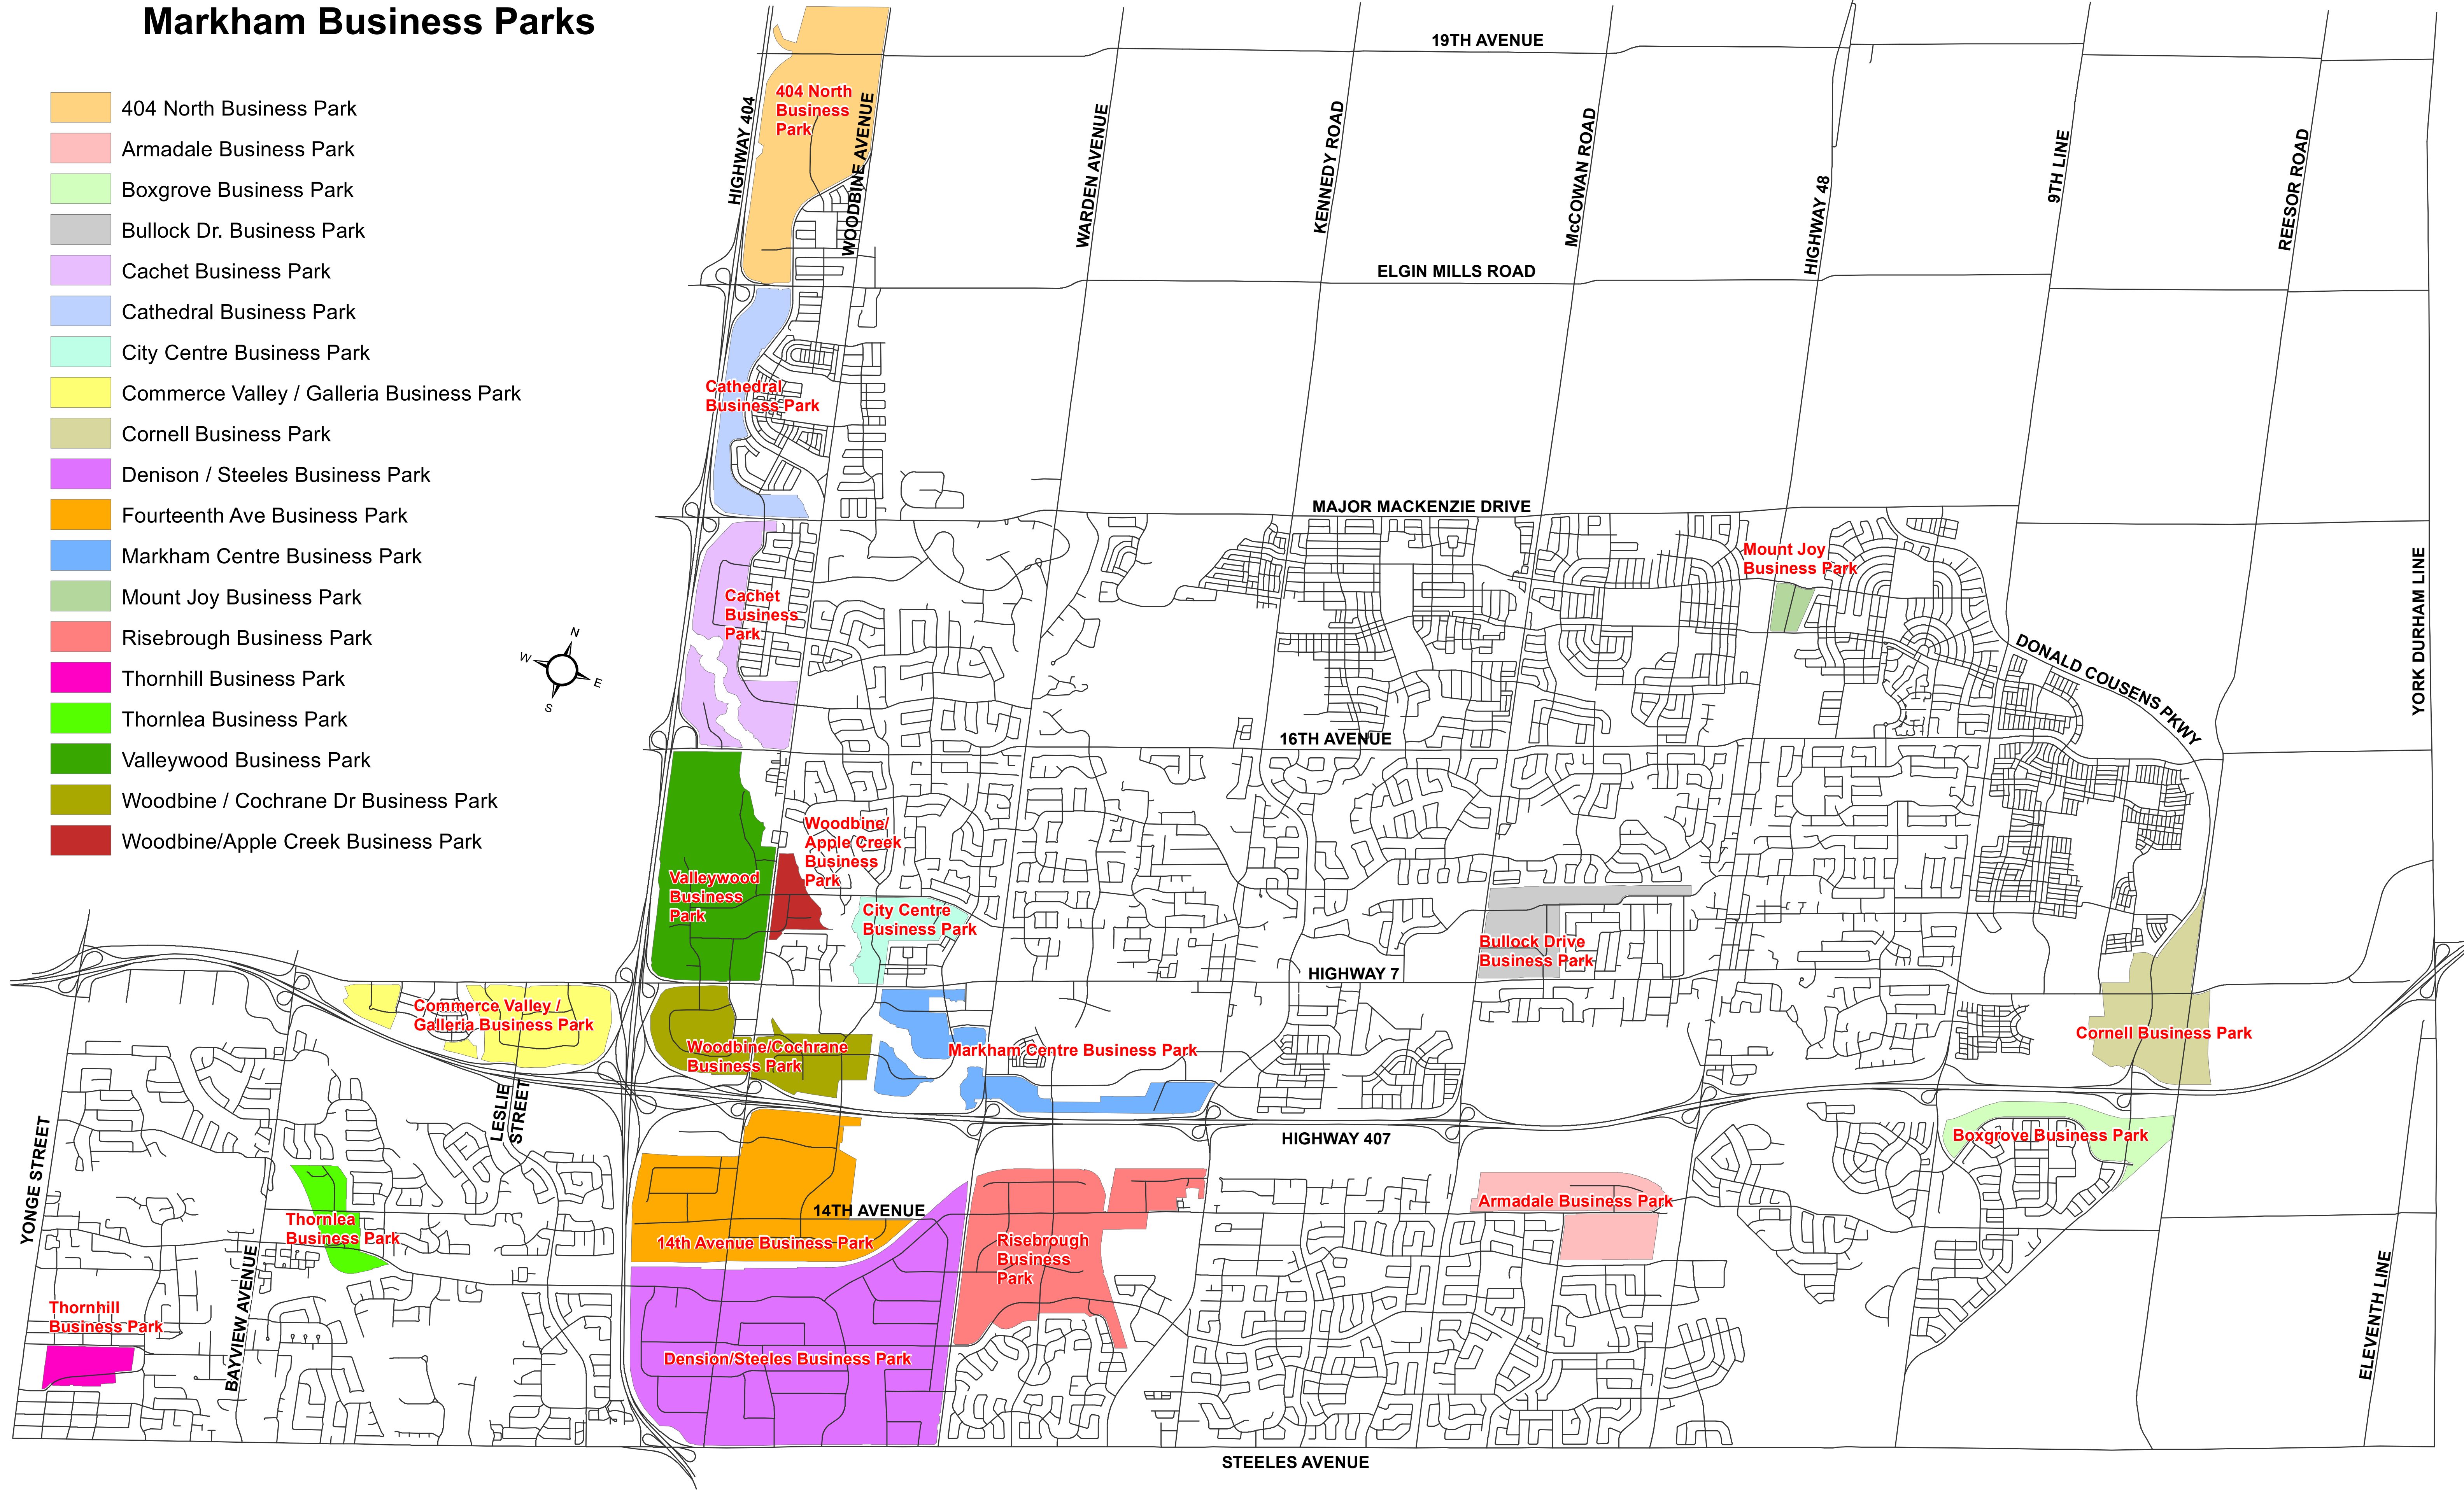 Markham Business Parks
404 North Business Park
Armadale Business Park
Boxgrove Business Park
Bullock Dr. Business Park
Cachet Business Park
Cathedral Business Park
City Centre Business Park
Commerce Valley / Galleria Business Park
Cornell Business Park
Denison / Steeles Business Park
Fourteenth Ave Business Park
Markham Centre Business Park
Mount Joy Business Park
Risebrough Business Park
Thornhill Business Park
Thornlea Business Park
Valleywood Business Park
Woodbine / Cochrane Dr Business Park
Woodbine/Apple Creek Business Park
N
W
E
S
19TH AVENUE
404 North
Business
Park
HIGHWAY 404
WOODBINE AVENUE
WARDEN AVENUE
KENNEDY ROAD
McCOWAN ROAD
HIGHWAY 48
9TH LINE
REESOR ROAD
ELGIN MILLS ROAD
Cathedral
Business Park
MAJOR MACKENZIE DRIVE
Mount Joy
Business Park
Cachet
Business
Park
YORK DURHAM LINE
DONALD COUSENS PKWY
16TH AVENUE
Woodbine/
Apple Creek
Business
Park
Valleywood
Business
Park
City Centre
Business Park
Bullock Drive
Business Park
HIGHWAY 7
Commerce Valley /
Galleria Business Park
Woodbine/Cochrane
Business Park
Markham Centre Business Park
Cornell Business Park
LESLIE
STREET
HIGHWAY 407
Boxgrove Business Park
YONGE STREET
Thornlea
Business Park
14TH AVENUE
14th Avenue Business Park
Risebrough
Business
Park
Armadale Business Park
BAYVIEW AVENUE
Thornhill
Business Park
Dension/Steeles Business Park
ELEVENTH LINE
STEELES AVENUE